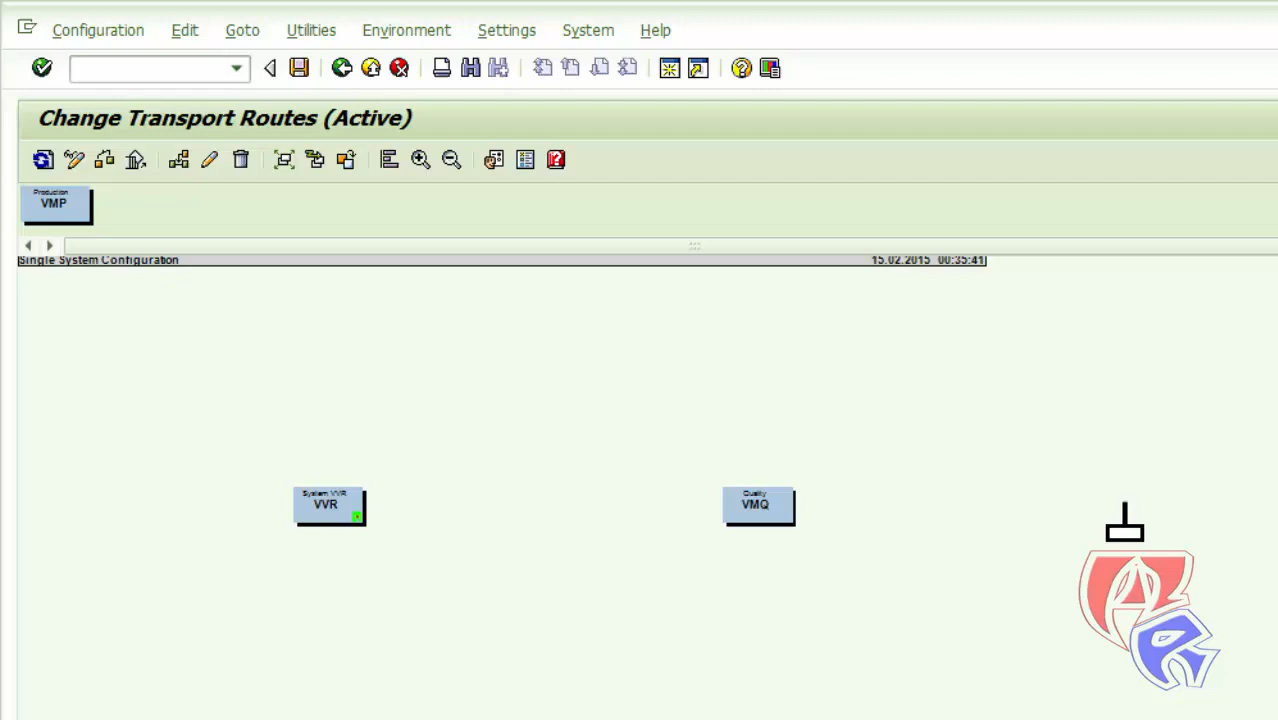 Configuration Edit Goto Utilities Environment Settings System Help
Change Transport Routes (Active)
Production
VMP
Single System Configuration 15.02.2015 00:35:41
System VVR
VVR
Quality
VMQ